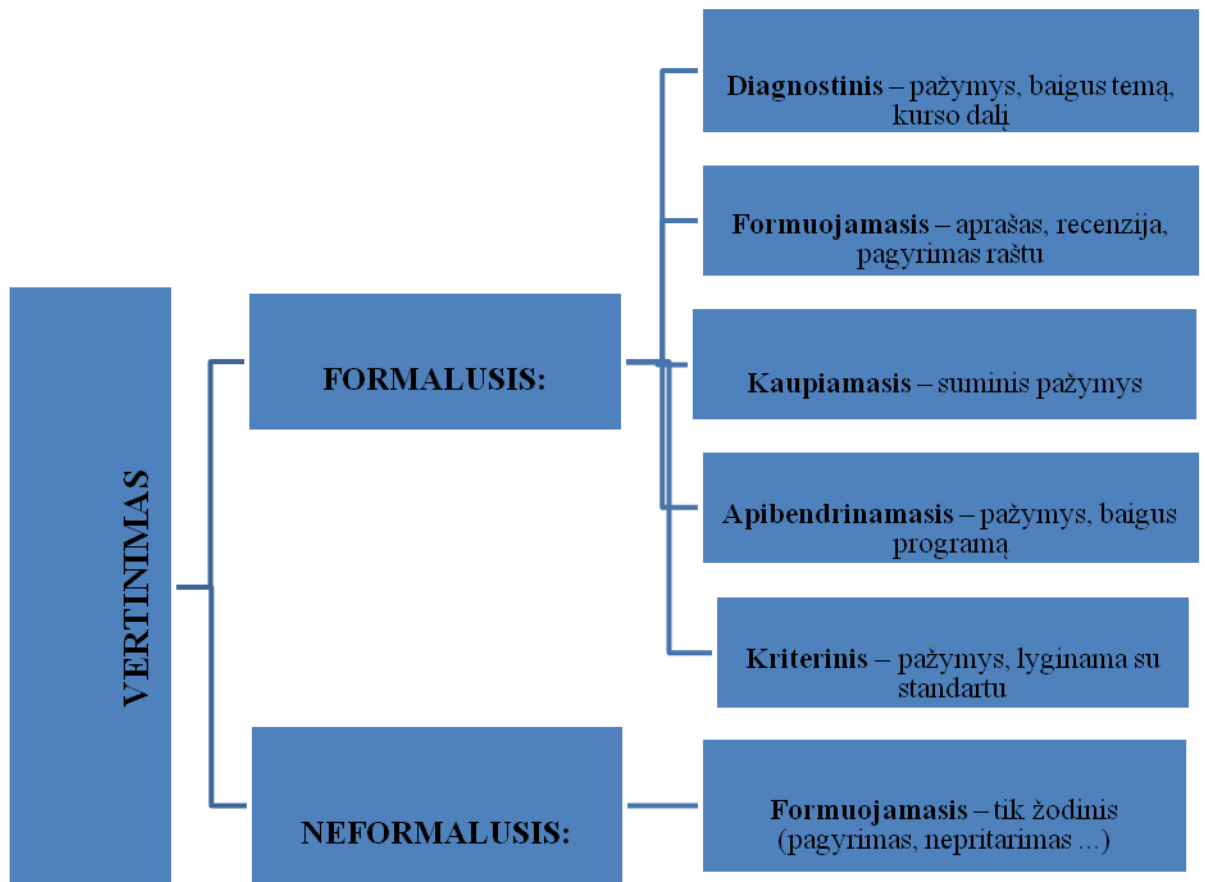 VERTINIMAS
FORMALUSIS:
Diagnostinis – pažymys, baigus temą,
kurso dalį
Formuojamasis – aprašas, recenzija,
pagyrimas raštu
Kaupiamasis – suminis pažymys
Apibendrinamasis – pažymys, baigus
programą
Kriterinis – pažymys, lyginama su
standartu
NEFORMALUSIS:
Formuojamasis – tik žodinis
(pagyrimas, nepritarimas ...)